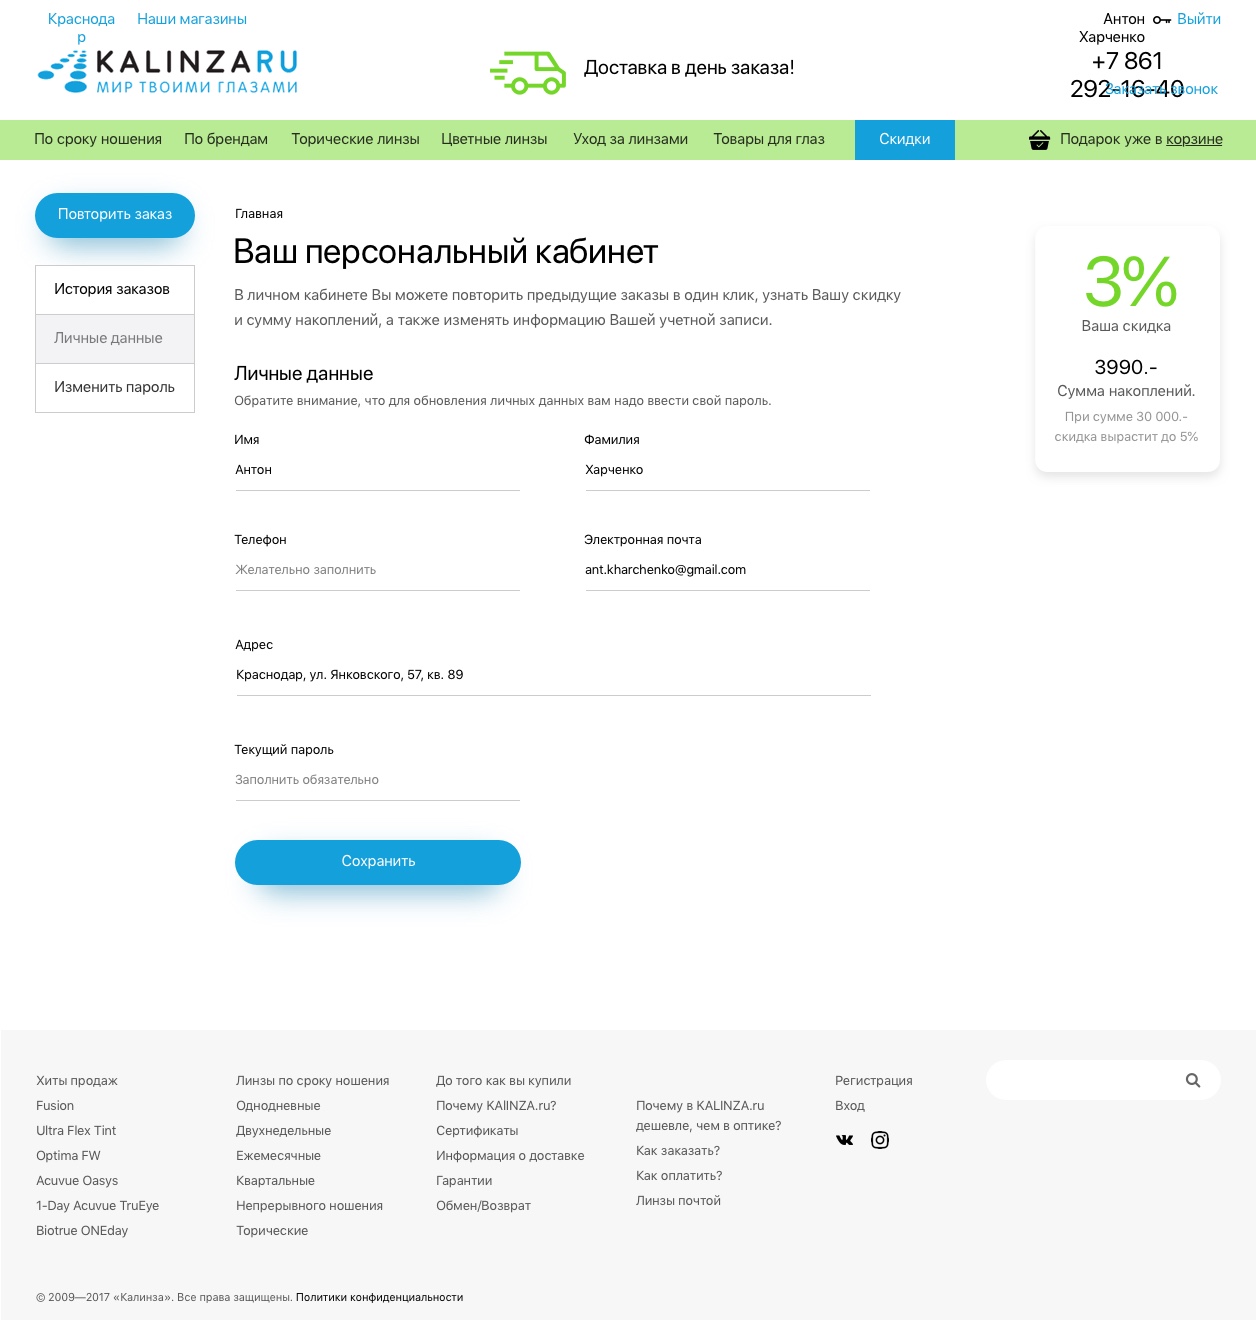 Краснода
р
Наши магазины
Антон
Харченко
Выйти
KALINZARU
МИР ТВОИМИ ГЛАЗАМИ
Доставка в день заказа!
+7 861
292-16-40
Заказать звонок
По сроку ношения
По брендам
Торические линзы
Цветные линзы
Уход за линзами
Товары для глаз
Скидки
Подарок уже в корзине
Повторить заказ
История заказов
Личные данные
Изменить пароль
Главная
Ваш персональный кабинет
В личном кабинете Вы можете повторить предыдущие заказы в один клик, узнать Вашу скидку
и сумму накоплений, а также изменять информацию Вашей учетной записи.
3%
Ваша скидка
3990.-
Сумма накоплений.
При сумме 30 000.-
скидка вырастит до 5%
Личные данные
Обратите внимание, что для обновления личных данных вам надо ввести свой пароль.
Имя
Антон
Фамилия
Харченко
Телефон
Желательно заполнить
Электронная почта
ant.kharchenko@gmail.com
Адрес
Краснодар, ул. Янковского, 57, кв. 89
Текущий пароль
Заполнить обязательно
Сохранить
Хиты продаж
Fusion
Ultra Flex Tint
Optima FW
Acuvue Oasys
1-Day Acuvue TruEye
Biotrue ONEday
Линзы по сроку ношения
Однодневные
Двухнедельные
Ежемесячные
Квартальные
Непрерывного ношения
Торические
До того как вы купили
Почему KAlINZA.ru?
Сертификаты
Информация о доставке
Гарантии
Обмен/Возврат
Почему в KALINZA.ru
дешевле, чем в оптике?
Как заказать?
Как оплатить?
Линзы почтой
Регистрация
Вход
© 2009—2017 «Калинза». Все права защищены. Политики конфиденциальности